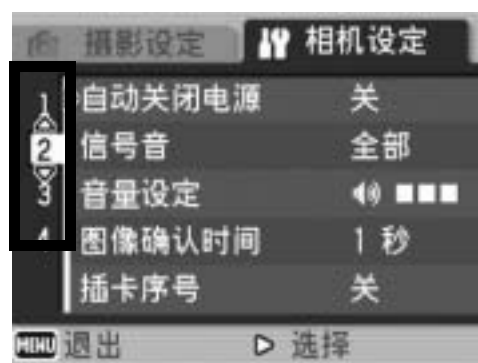 摄影设定 相机设定
1 自动关闭电源 关
2 信号音 全部
3 音量设定
4 图像确认时间 1 秒
插卡序号 关
MENU 退出 选择